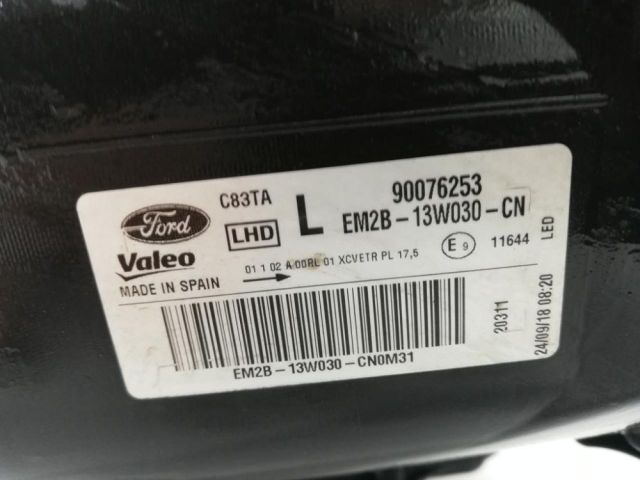 C83TA
90076253
Ford
LHD
L
EM2B-13W030-CN
Valeo
01 1 02 A 00RL 01 XCVETR PL 17,5
E9
11644
LED
MADE IN SPAIN
20311
24/09/18 08:20
EM2B-13W030-CN0M31